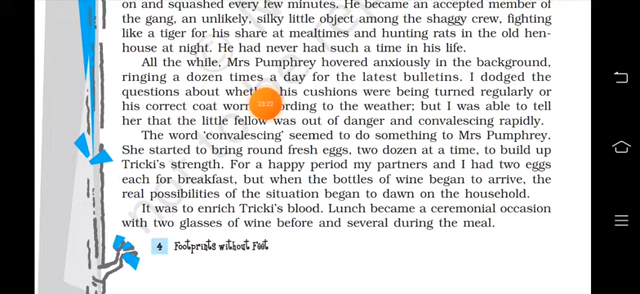 on and squashed every few minutes. He became an accepted member of
the gang, an unlikely, silky little object among the shaggy crew, fighting
like a tiger for his share at mealtimes and hunting rats in the old hen-
house at night. He had never had such a time in his life.
All the while, Mrs Pumphrey hovered anxiously in the background,
ringing a dozen times a day for the latest bulletins. I dodged the
questions about his cushions were being turned regularly or
his correct coat according to the weather; but I was able to tell
her that the little fellow was out of danger and convalescing rapidly.
The word 'convalescing' seemed to do something to Mrs Pumphrey.
She started to bring round fresh eggs, two dozen at a time, to build up
Tricki's strength. For a happy period my partners and I had two eggs
each for breakfast, but when the bottles of wine began to arrive, the
real possibilities of the situation began to dawn on the household.
It was to enrich Tricki's blood. Lunch became a ceremonial occasion
with two glasses of wine before and several during the meal.
4 Footprints without Feet